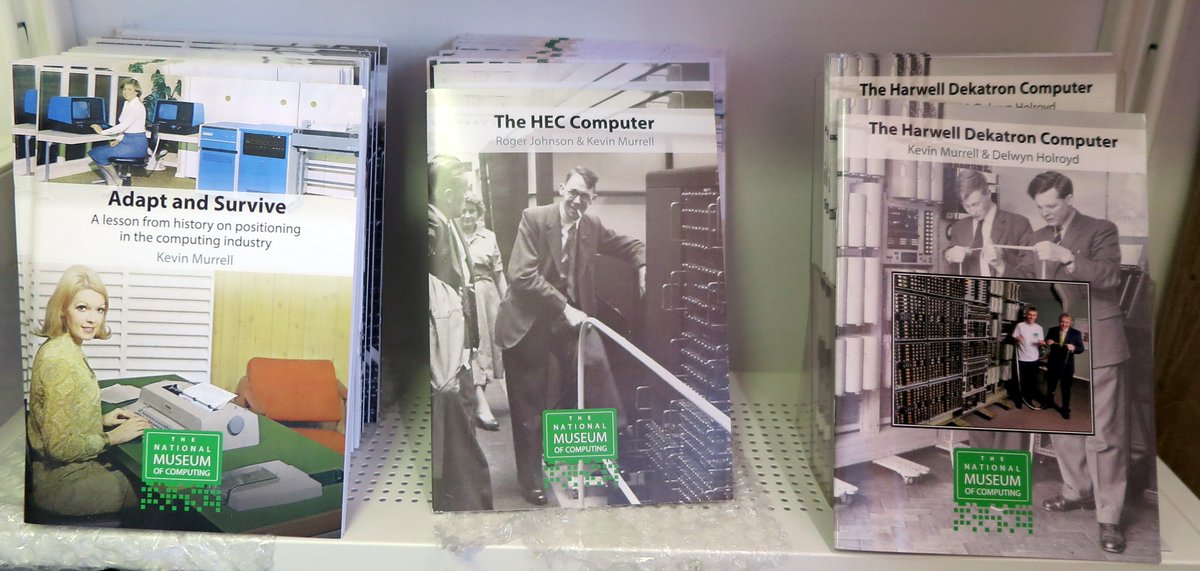 Adapt and Survive
A lesson from history on positioning
in the computing industry
Kevin Murrell
THE
NATIONAL
MUSEUM
OF COMPUTING
The HEC Computer
Roger Johnson & Kevin Murrell
THE
NATIONAL
MUSEUM
OF COMPUTING
The Harwell Dekatron Computer
Delwyn Holroyd
The Harwell Dekatron Computer
Kevin Murrell & Delwyn Holroyd
THE
NATIONAL
MUSEUM
OF COMPUTING